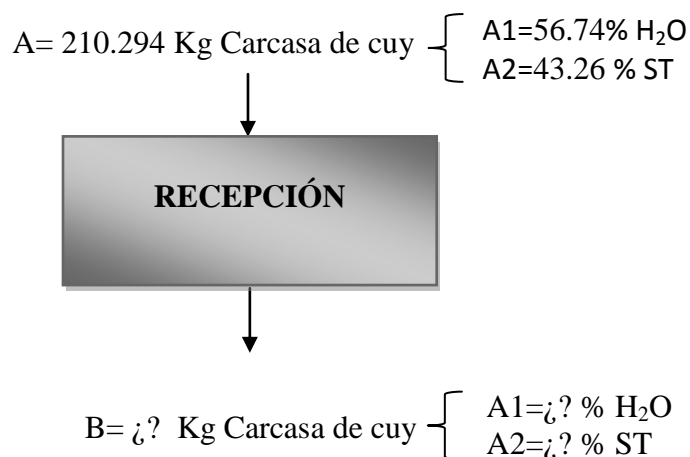 A= 210.294 Kg Carcasa de cuy
A1=56.74% H₂O
A2=43.26 % ST
RECEPCIÓN
B= ¿?  Kg Carcasa de cuy
A1=¿? % H₂O
A2=¿? % ST